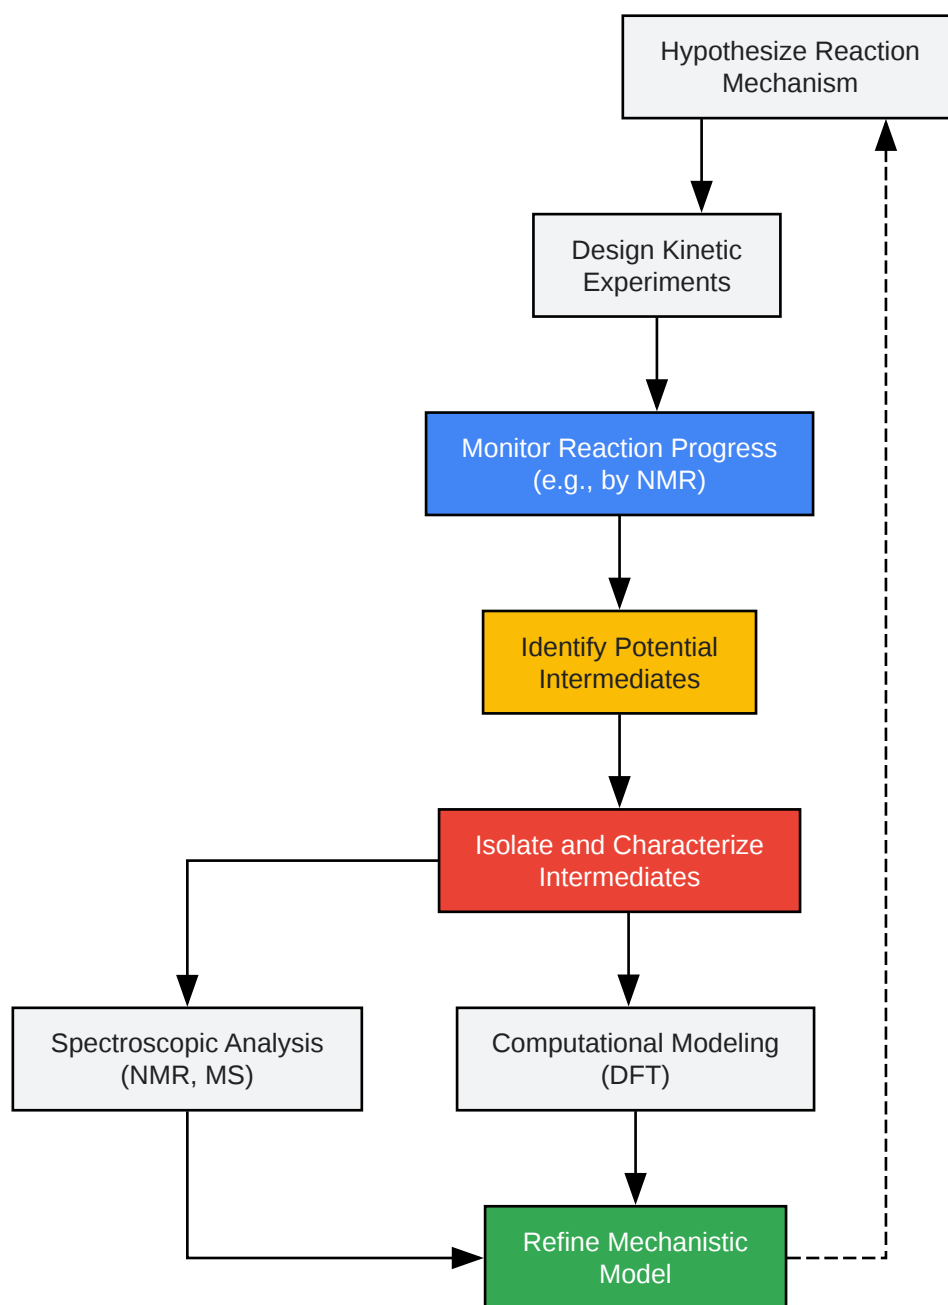 Hypothesize Reaction
Mechanism
Design Kinetic
Experiments
Monitor Reaction Progress
(e.g., by NMR)
Identify Potential
Intermediates
Isolate and Characterize
Intermediates
Spectroscopic Analysis
(NMR, MS)
Computational Modeling
(DFT)
Refine Mechanistic
Model